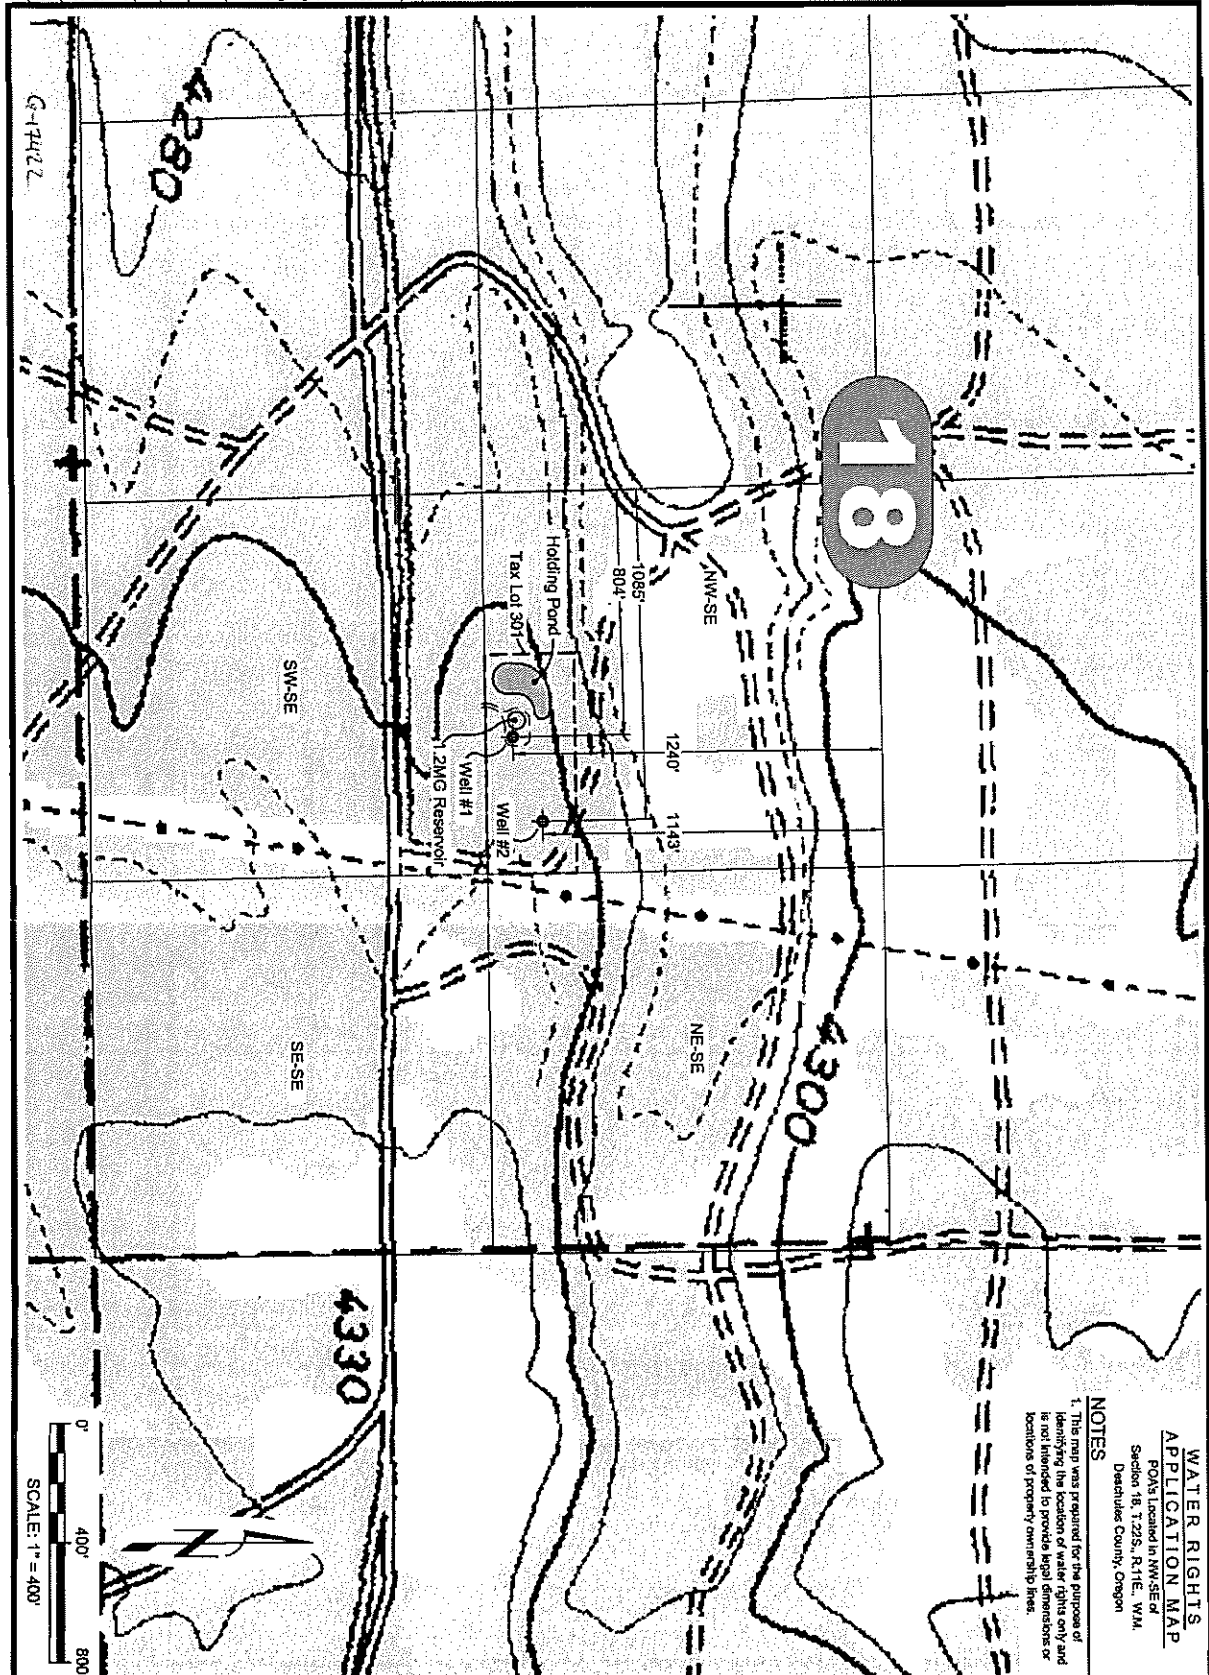 WATER RIGHTS
APPLICATION MAP
POA's Located in NW-SE of
Section 18, T.22S., R.11E., W.M.
Deschutes County, Oregon
NOTES
1. This map was prepared for the purpose of
identifying the location of water rights only and
is not intended to provide legal dimensions or
locations of property ownership lines.
18
4300
NW-SE
NE-SE
1240'
1143'
1085'
804'
Holding Pond
Tax Lot 301
Well #2
Well #1
1.2MG Reservoir
4330
SW-SE
SE-SE
4280
N
0'
400'
800
SCALE: 1" = 400'
G-17422